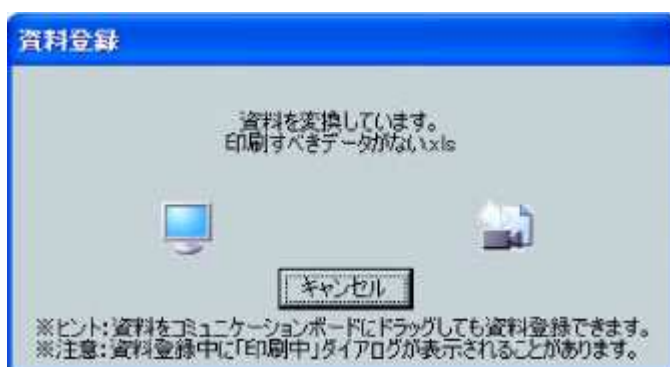 資料登録
資料を変換しています。
印刷すべきデータがない.xls
キャンセル
※ヒント:資料をコミュニケーションボードにドラッグしても資料登録できます。
※注意:資料登録中に「印刷中」ダイアログが表示されることがあります。